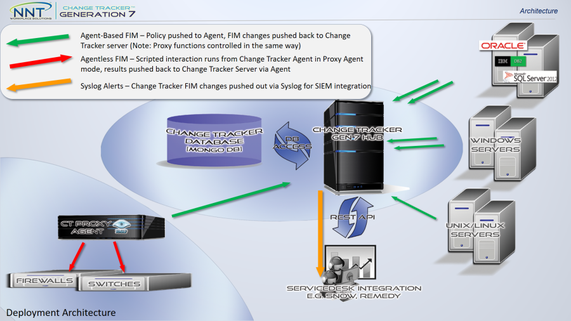 NNT
CHANGE TRACKER™
GENERATION 7
Architecture
Agent-Based FIM – Policy pushed to Agent, FIM changes pushed back to Change
Tracker server (Note: Proxy functions controlled in the same way)
Agentless FIM – Scripted interaction runs from Change Tracker Agent in Proxy Agent
mode, results pushed back to Change Tracker Server via Agent
Syslog Alerts – Change Tracker FIM changes pushed out via Syslog for SIEM integration
ORACLE
IBM
SQL Server
CHANGE TRACKER
DATABASE
(MONGO DB)
DB
ACCESS
CHANGE TRACKER
GEN 7 HUB
WINDOWS
SERVERS
CT PROXY
AGENT
REST API
UNIX/LINUX
SERVERS
FIREWALLS
SWITCHES
SERVICEDESK INTEGRATION
E.G. SNOW, REMEDY
Deployment Architecture